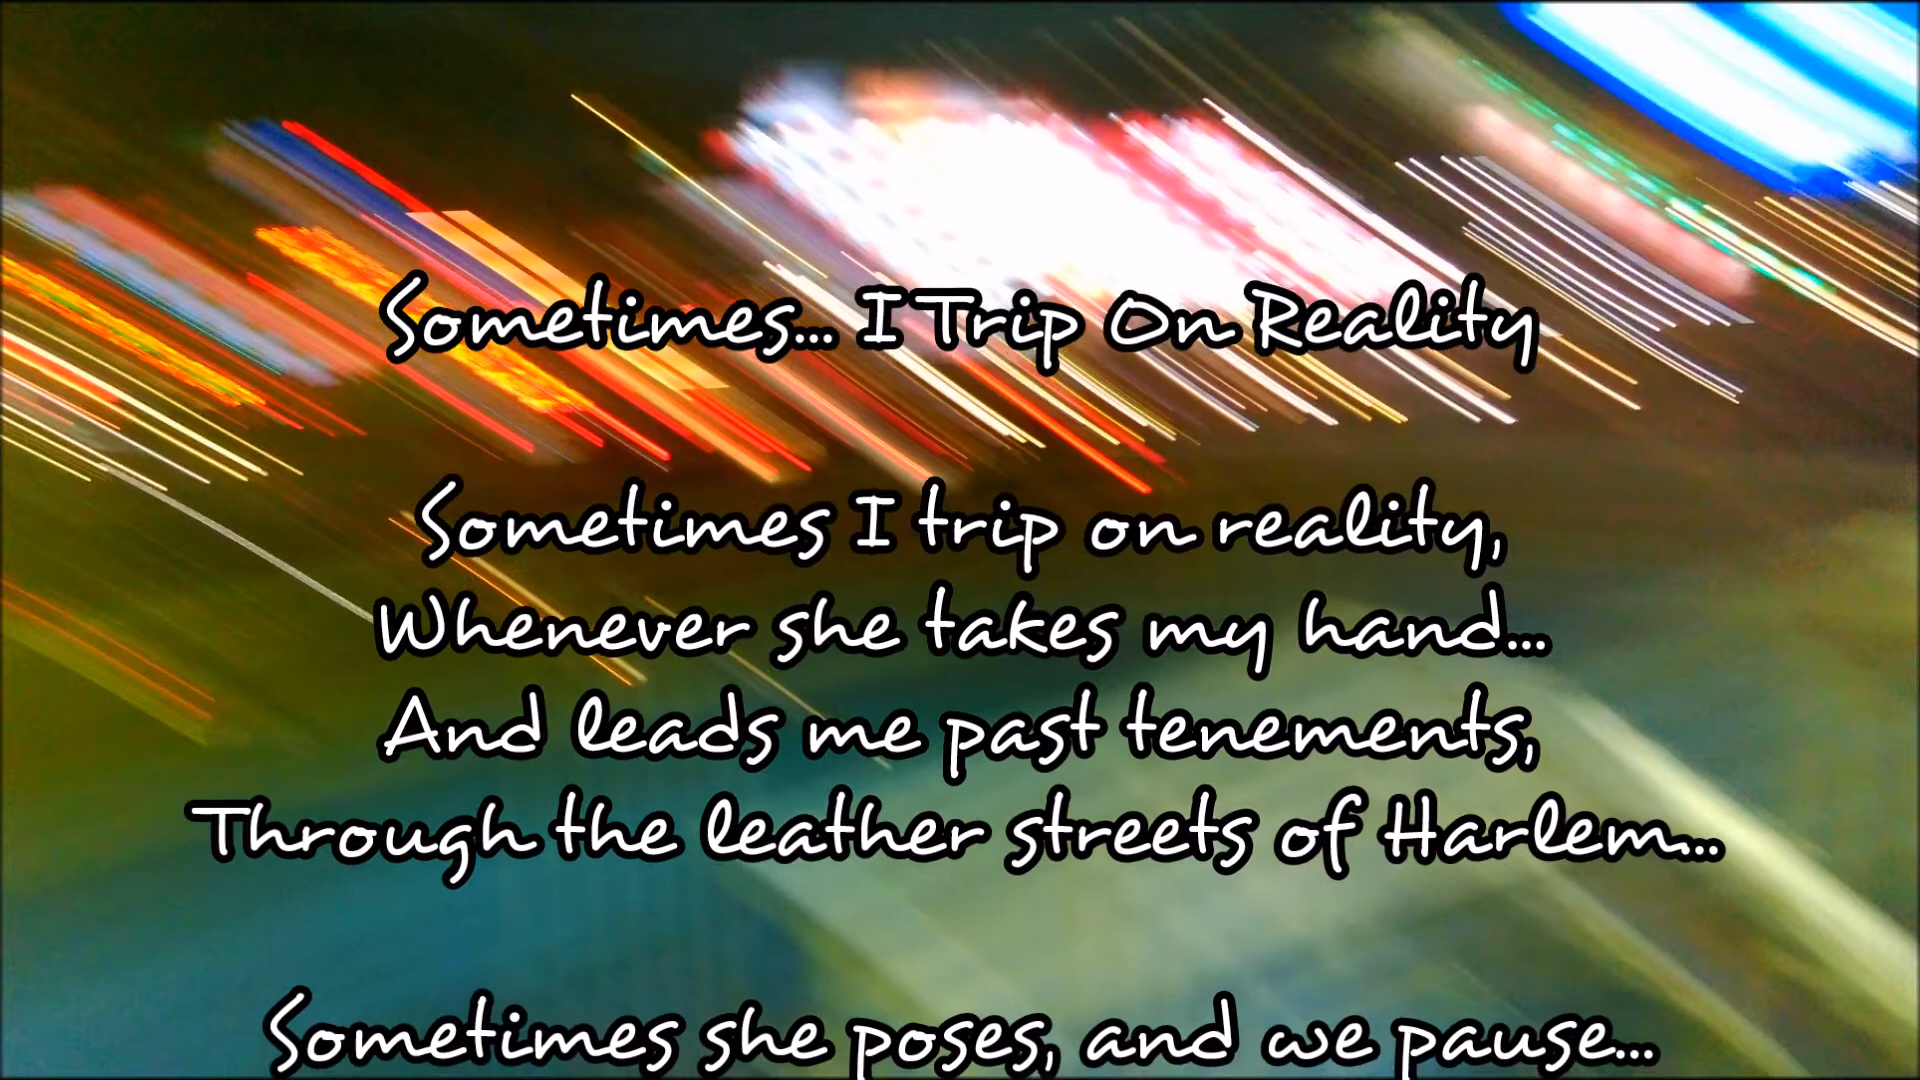 Sometimes... I Trip On Reality
Sometimes I trip on reality,
Whenever she takes my hand...
And leads me past tenements,
Through the leather streets of Harlem...
Sometimes she poses, and we pause...